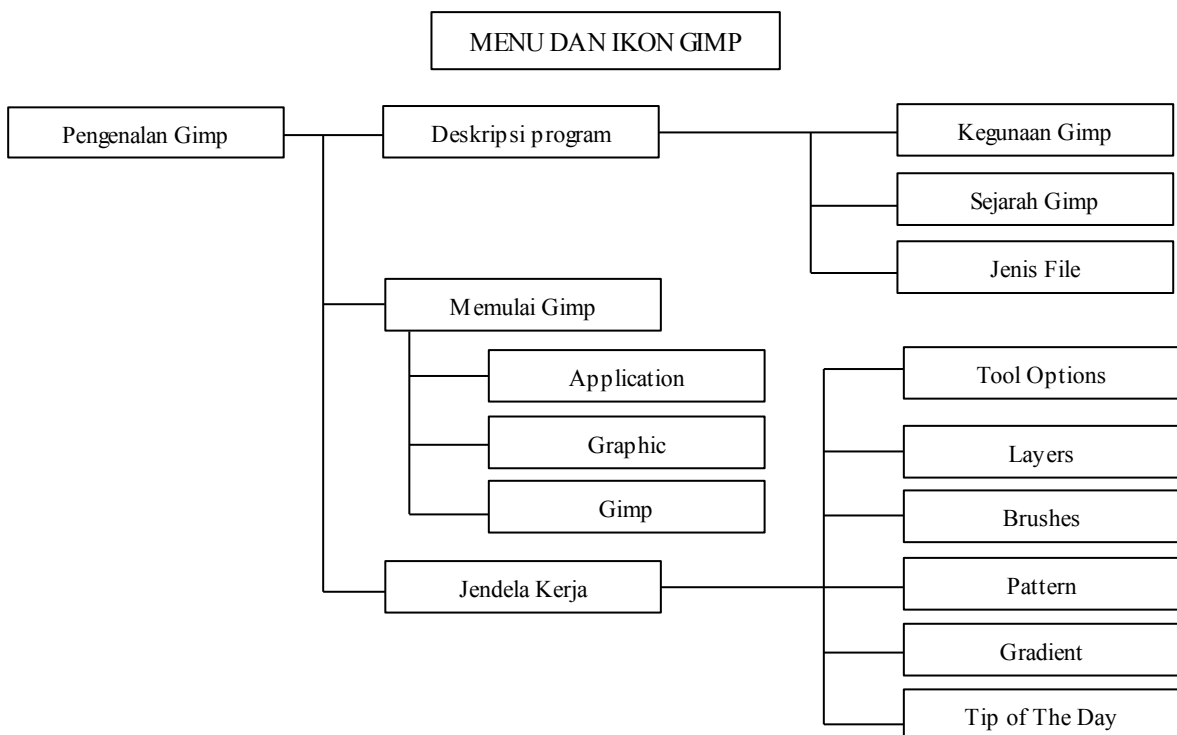 MENU DAN IKON GIMP
Pengenalan Gimp
Deskripsi program
Kegunaan Gimp
Sejarah Gimp
Jenis File
Memulai Gimp
Application
Graphic
Gimp
Jendela Kerja
Tool Options
Layers
Brushes
Pattern
Gradient
Tip of The Day